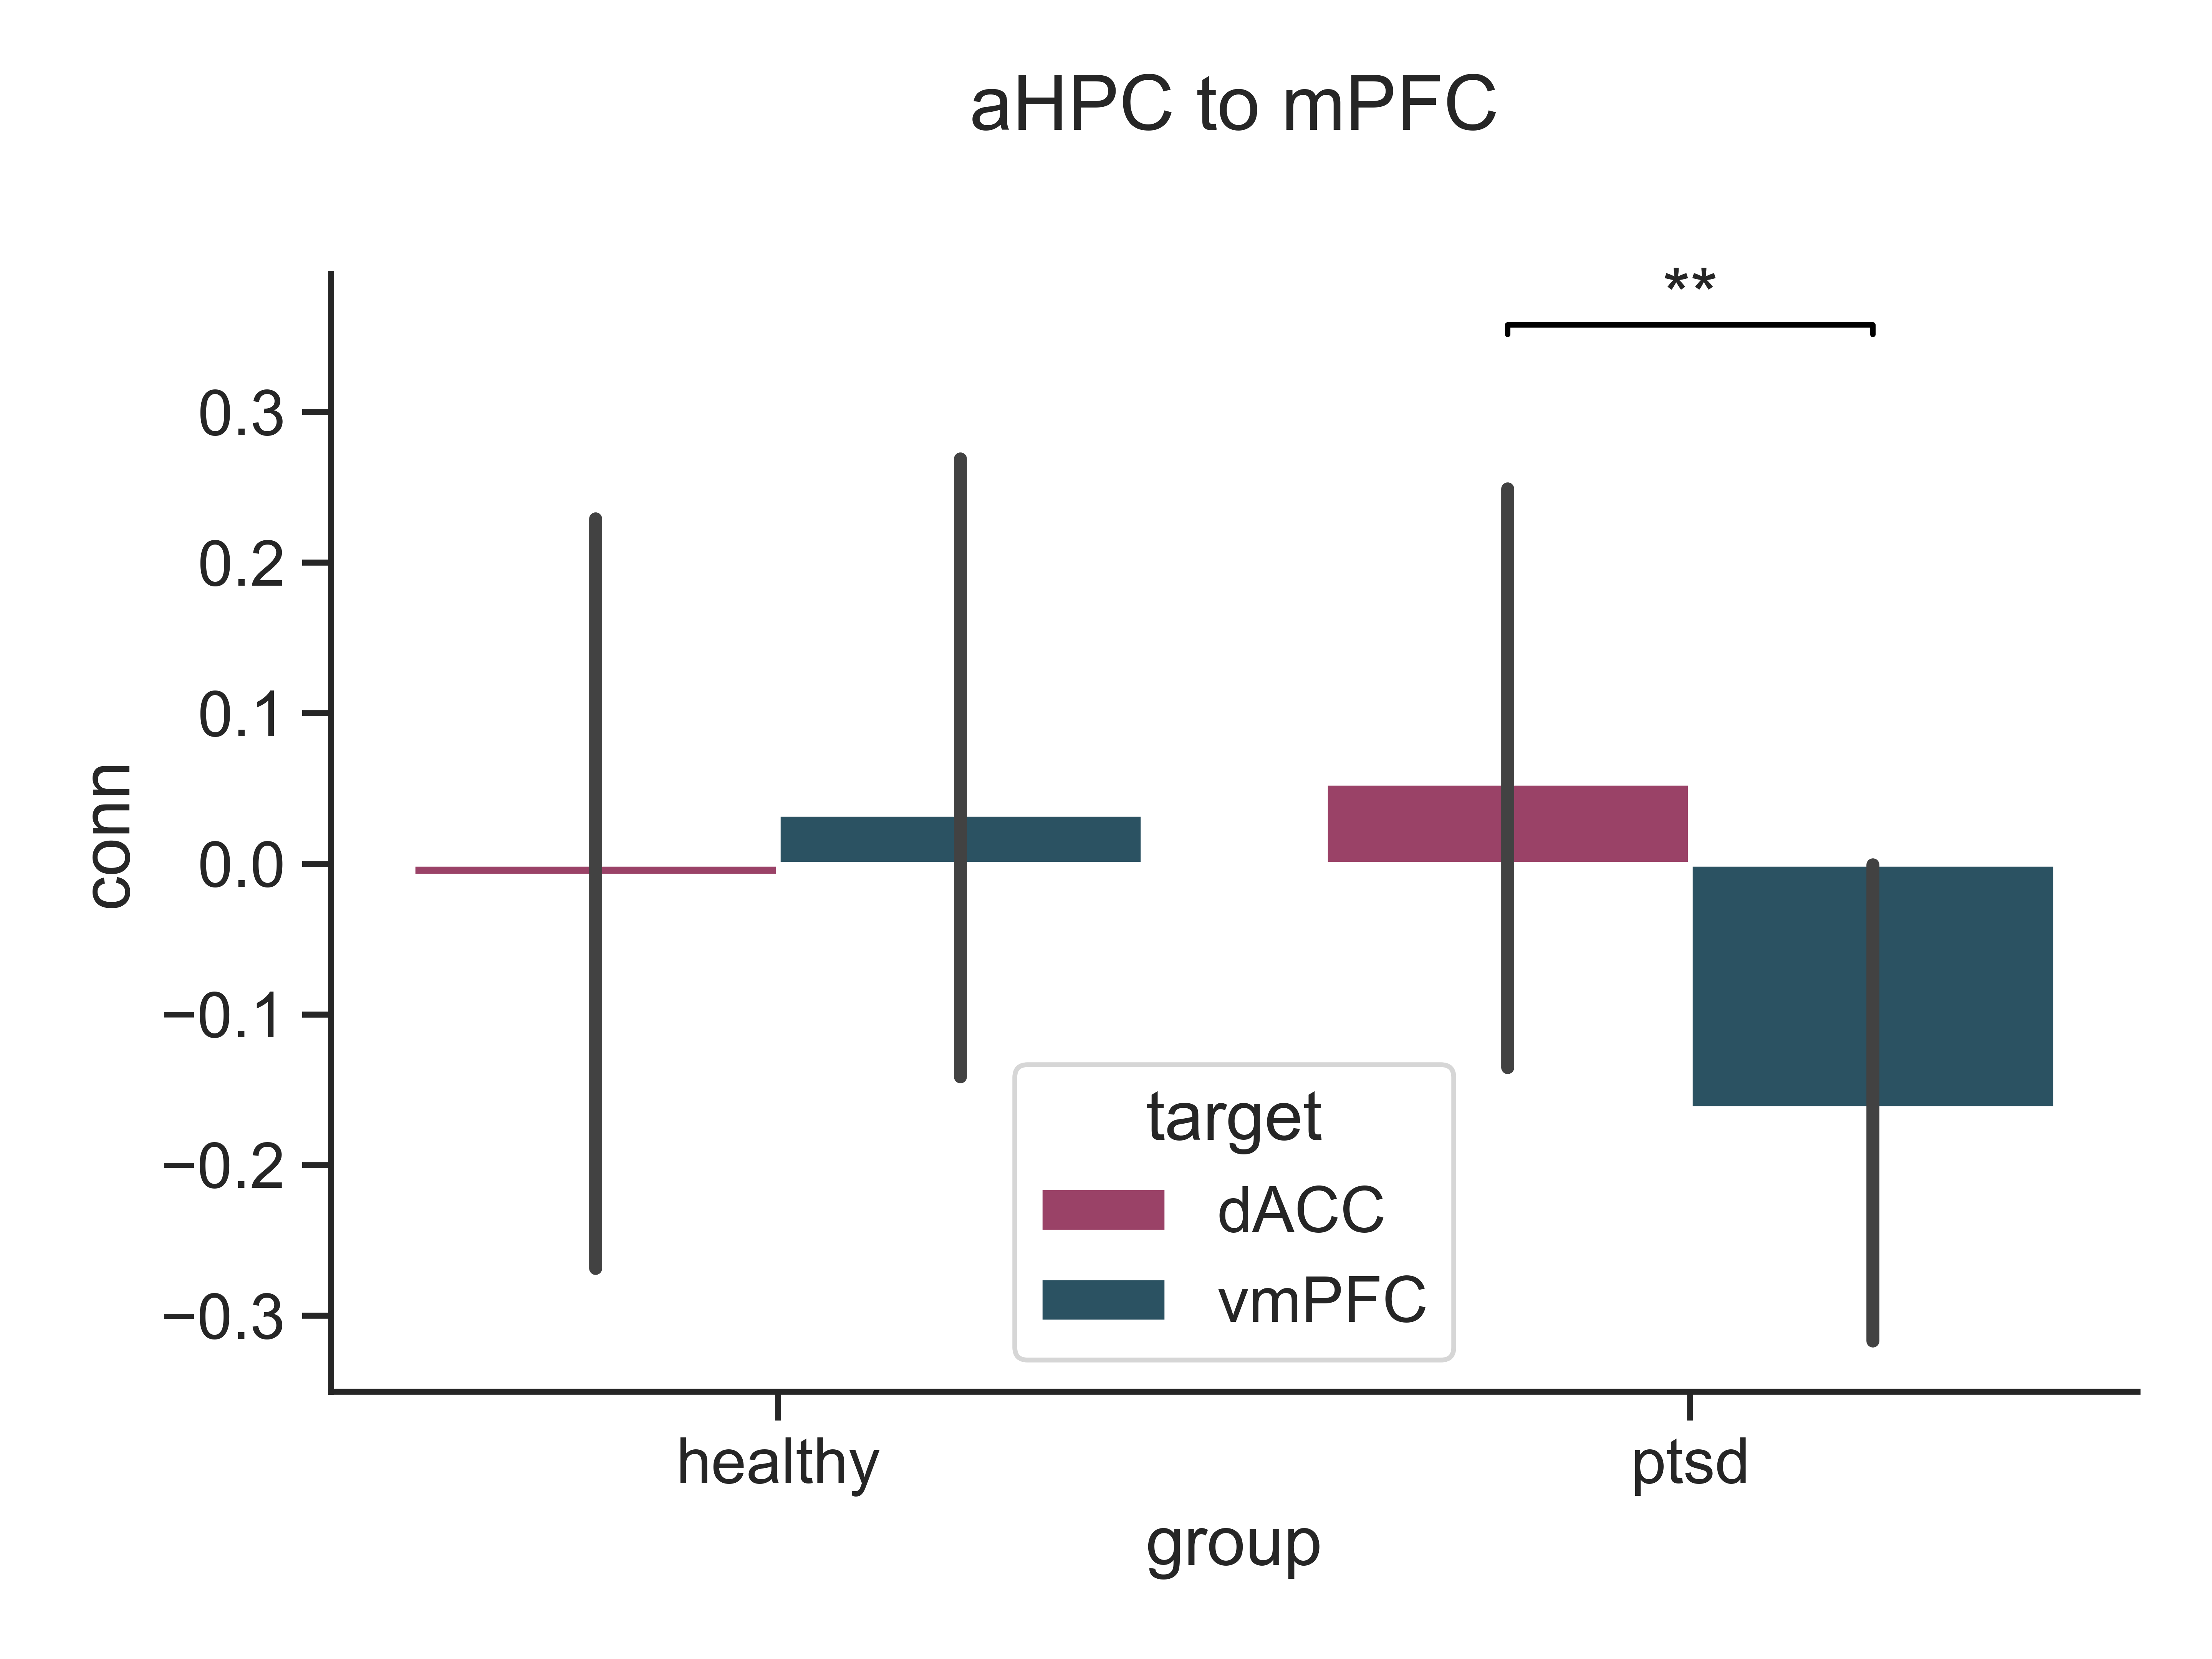 aHPC to mPFC
**
0.3
0.2
0.1
0.0
−0.1
−0.2
−0.3
conn
target
dACC
vmPFC
healthy
ptsd
group